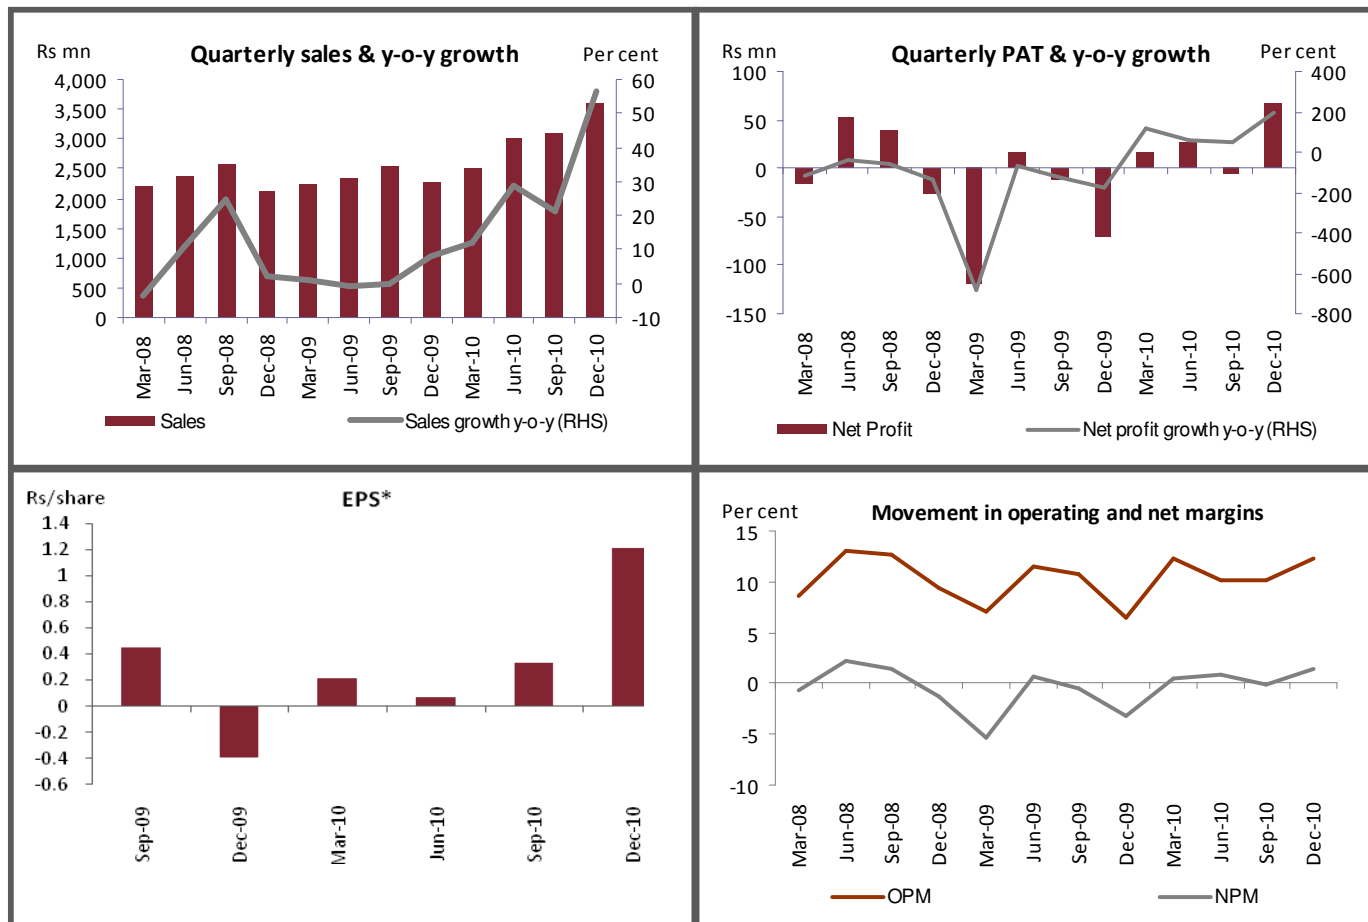 Quarterly sales & y-o-y growth
Rs mn
Per cent
4,000
3,500
3,000
2,500
2,000
1,500
1,000
500
0
60
50
40
30
20
10
0
-10
Mar-08
Jun-08
Sep-08
Dec-08
Mar-09
Jun-09
Sep-09
Dec-09
Mar-10
Jun-10
Sep-10
Dec-10
Sales
Sales growth y-o-y (RHS)
Quarterly PAT & y-o-y growth
Rs mn
Per cent
100
50
0
-50
-100
-150
400
200
0
-200
-400
-600
-800
Mar-08
Jun-08
Sep-08
Dec-08
Mar-09
Jun-09
Sep-09
Dec-09
Mar-10
Jun-10
Sep-10
Dec-10
Net Profit
Net profit growth y-o-y (RHS)
Rs/share
EPS*
1.4
1.2
1
0.8
0.6
0.4
0.2
0
-0.2
-0.4
-0.6
Sep-09
Dec-09
Mar-10
Jun-10
Sep-10
Dec-10
Per cent
Movement in operating and net margins
15
10
5
0
-5
-10
Mar-08
Jun-08
Sep-08
Dec-08
Mar-09
Jun-09
Sep-09
Dec-09
Mar-10
Jun-10
Sep-10
Dec-10
OPM
NPM